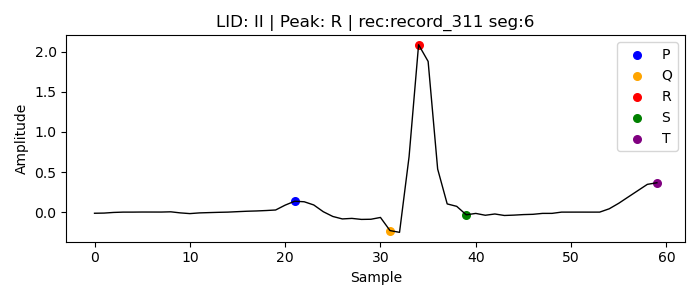 LID: II | Peak: R | rec:record_311 seg:6
Amplitude
2.0
1.5
1.0
0.5
0.0
P
Q
R
S
T
0 10 20 30 40 50 60
Sample